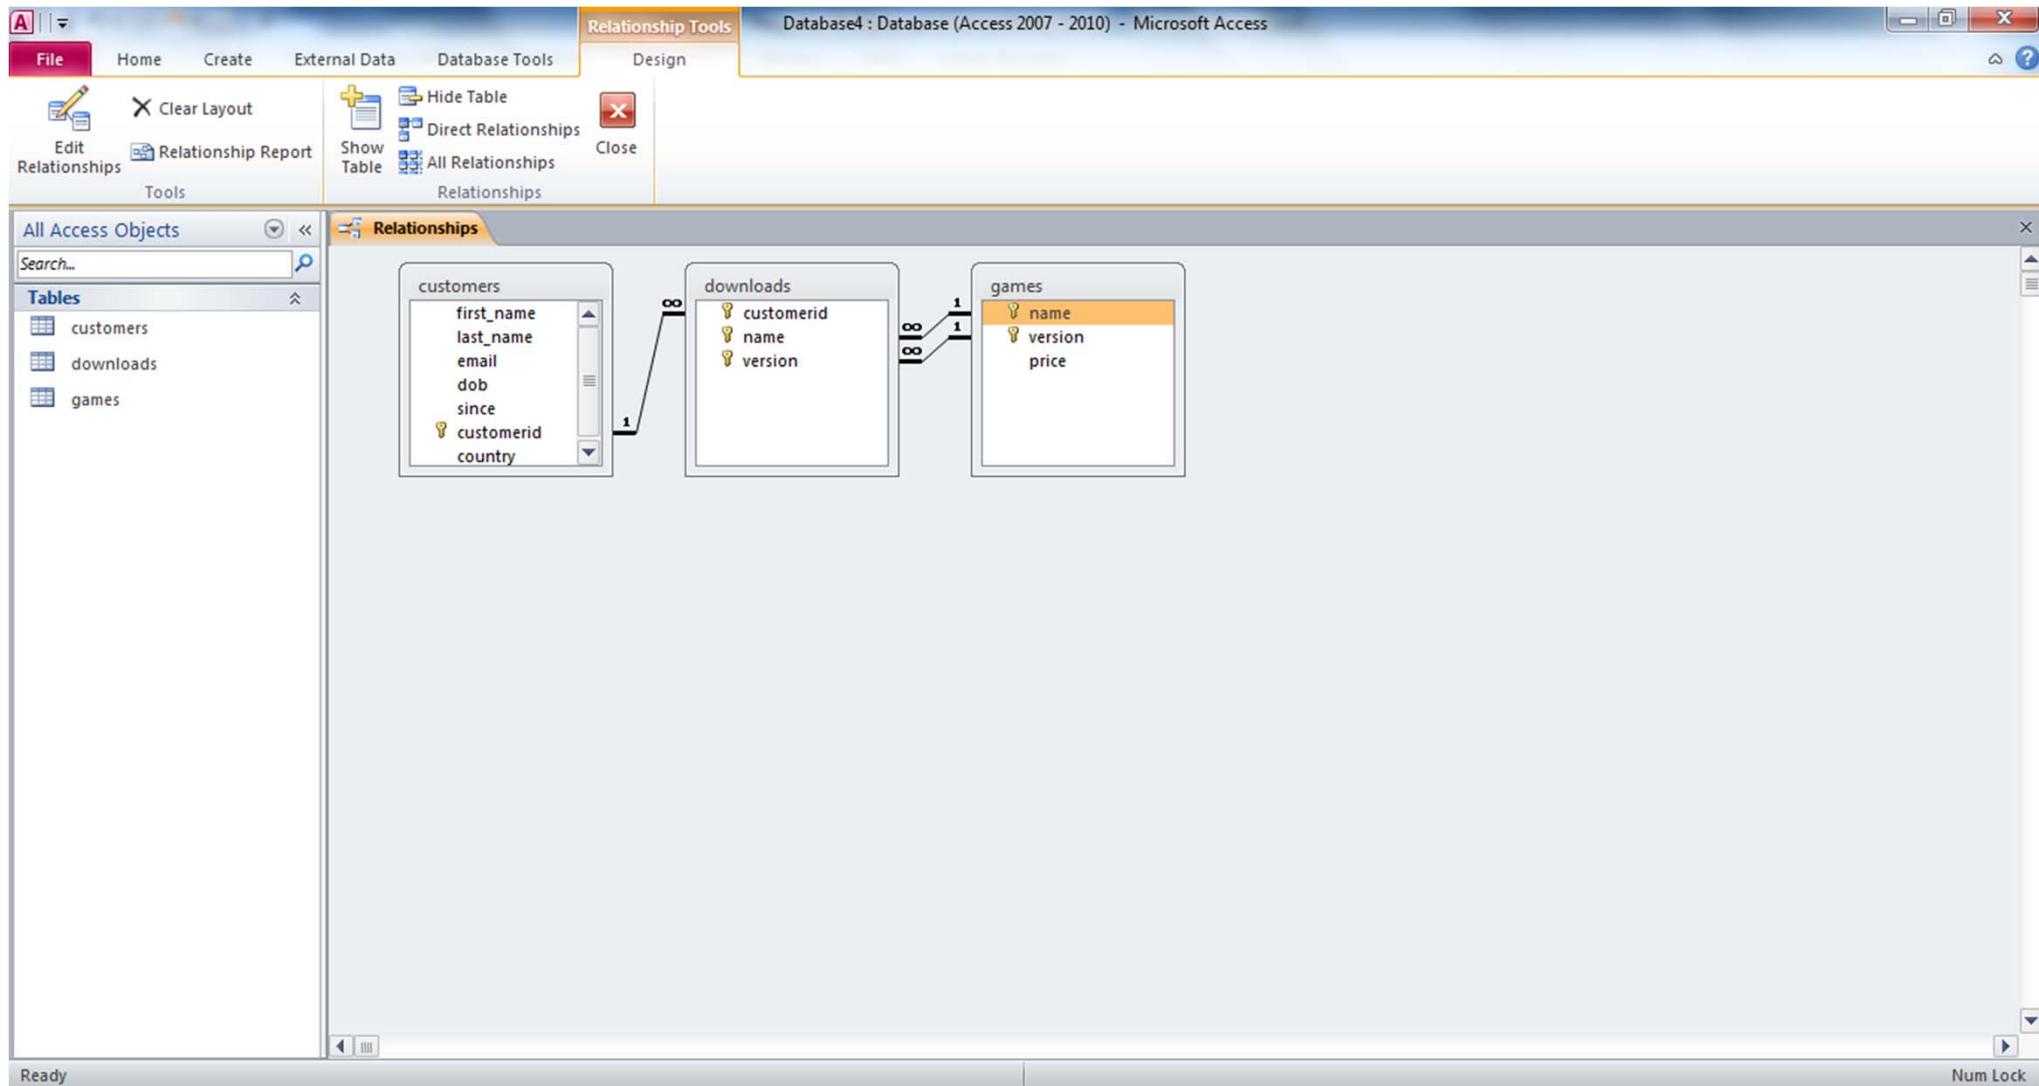 A
Relationship Tools
Database4 : Database (Access 2007 - 2010) - Microsoft Access
File Home Create External Data Database Tools Design
Edit Relationships
Clear Layout
Relationship Report
Tools
Show Table
Hide Table
Direct Relationships
All Relationships
Relationships
Close
All Access Objects
Search...
Tables
customers
downloads
games
Relationships
customers
first_name
last_name
email
dob
since
customerid
country
1
∞
downloads
customerid
name
version
∞ 1
∞ 1
games
name
version
price
Ready
Num Lock